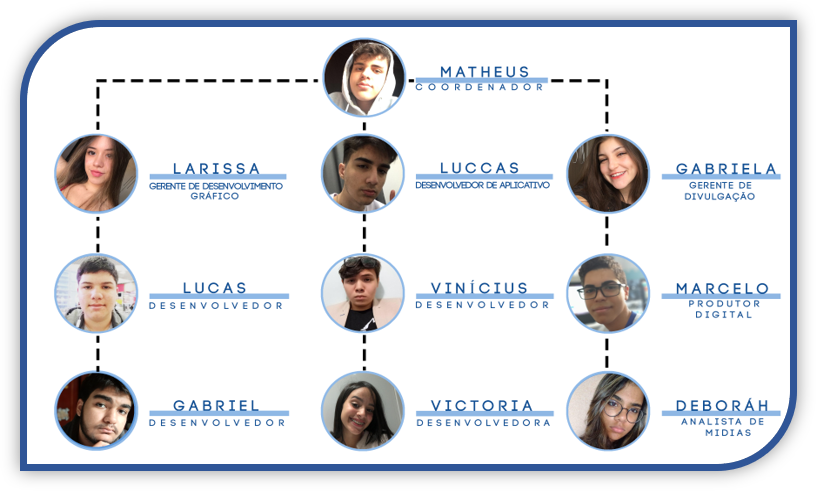 MATHEUS
COORDENADOR
LARISSA
GERENTE DE DESENVOLVIMENTO
GRÁFICO
LUCCAS
DESENVOLVEDOR DE APLICATIVO
GABRIELA
GERENTE DE
DIVULGAÇÃO
LUCAS
DESENVOLVEDOR
VINÍCIUS
DESENVOLVEDOR
MARCELO
PRODUTOR
DIGITAL
GABRIEL
DESENVOLVEDOR
VICTORIA
DESENVOLVEDORA
DEBORÁH
ANALISTA DE
MIDIAS